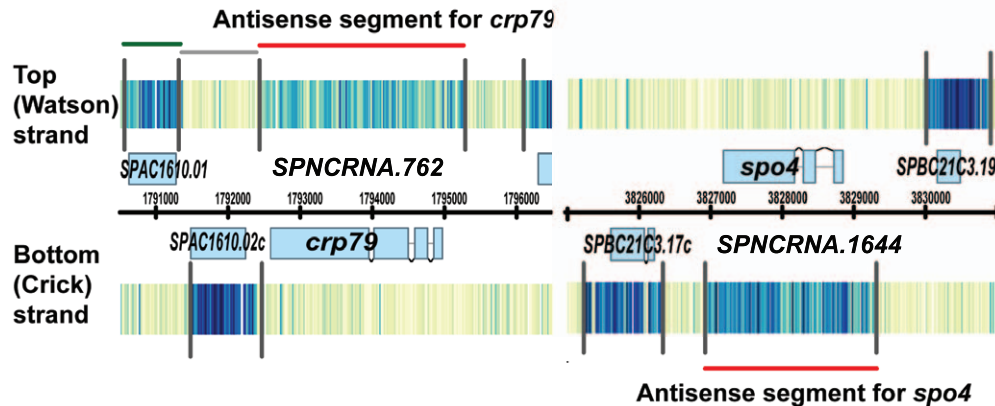 Antisense segment for crp79
Top
(Watson)
strand
SPAC1610.01
SPNCRNA.762
spo4
SPBC21C3.19
1791000 1792000 1793000 1794000 1795000 1796000
3826000 3827000 3828000 3829000 3830000
SPAC1610.02c
crp79
SPBC21C3.17c
SPNCRNA.1644
Bottom
(Crick)
strand
Antisense segment for spo4